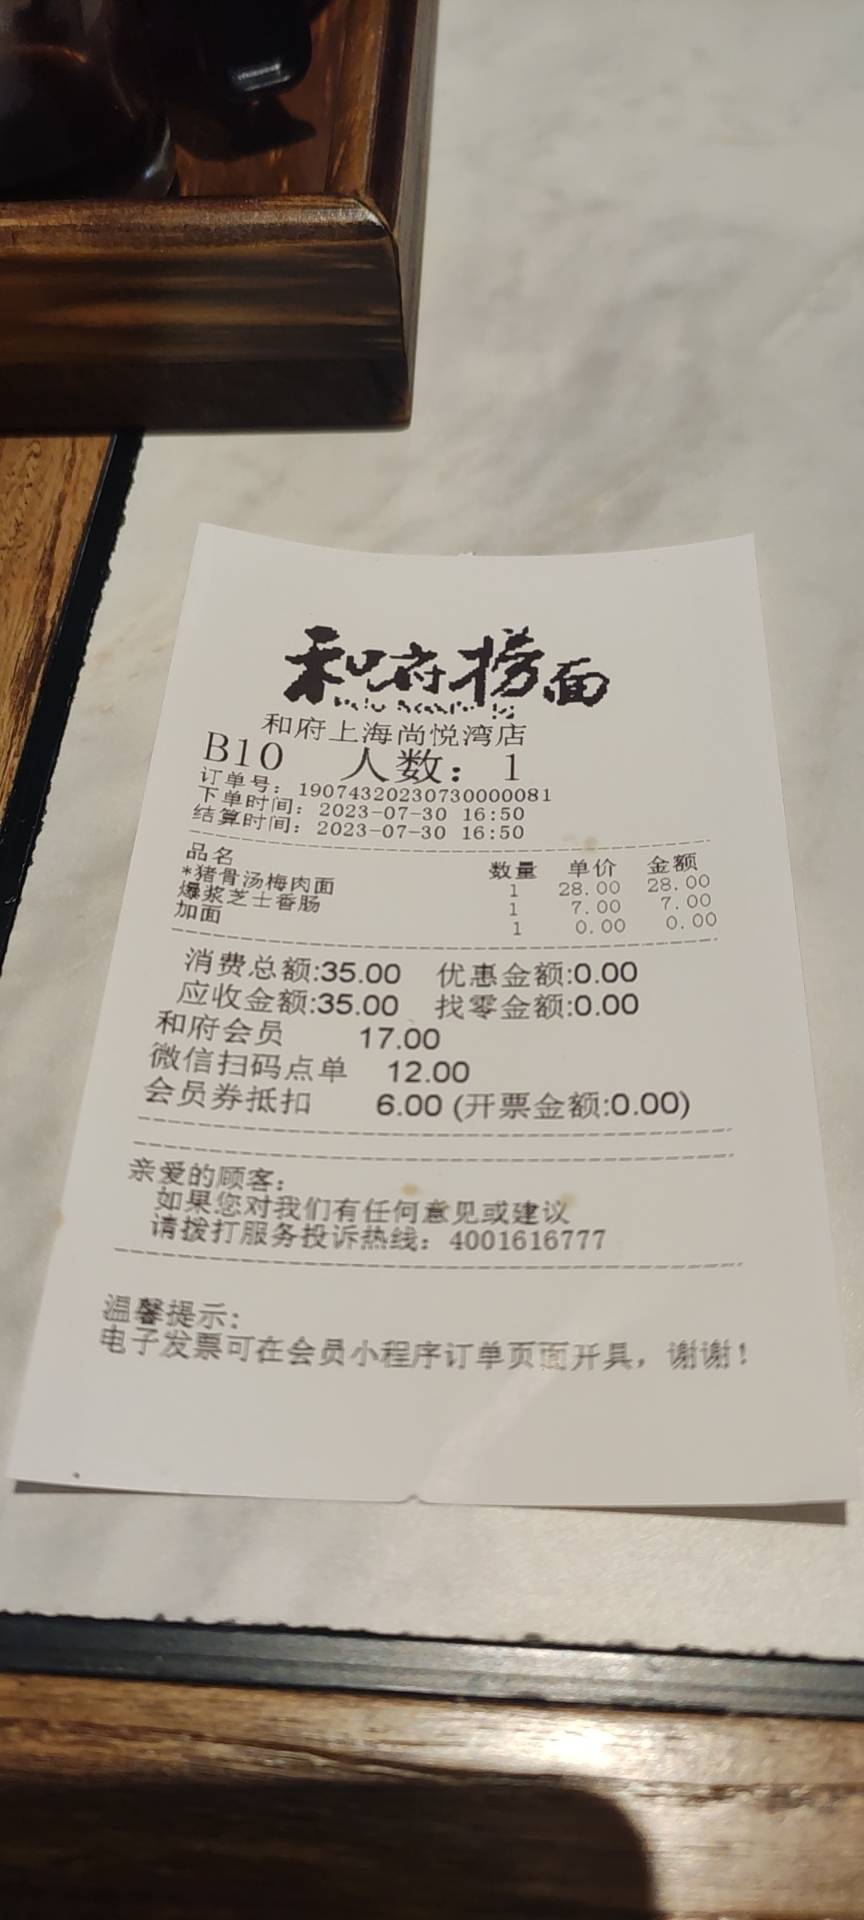 和府捞面
和府上海尚悦湾店
B10 人数：1
订单号：19074320230730000081
下单时间：2023-07-30 16:50
结算时间：2023-07-30 16:50
品名 数量 单价 金额
*猪骨汤梅肉面 1 28.00 28.00
爆浆芝士香肠 1 7.00 7.00
加面 1 0.00 0.00
消费总额:35.00 优惠金额:0.00
应收金额:35.00 找零金额:0.00
和府会员 17.00
微信扫码点单 12.00
会员券抵扣 6.00 (开票金额:0.00)
亲爱的顾客：
如果您对我们有任何意见或建议
请拨打服务投诉热线：4001616777
温馨提示：
电子发票可在会员小程序订单页面开具，谢谢！